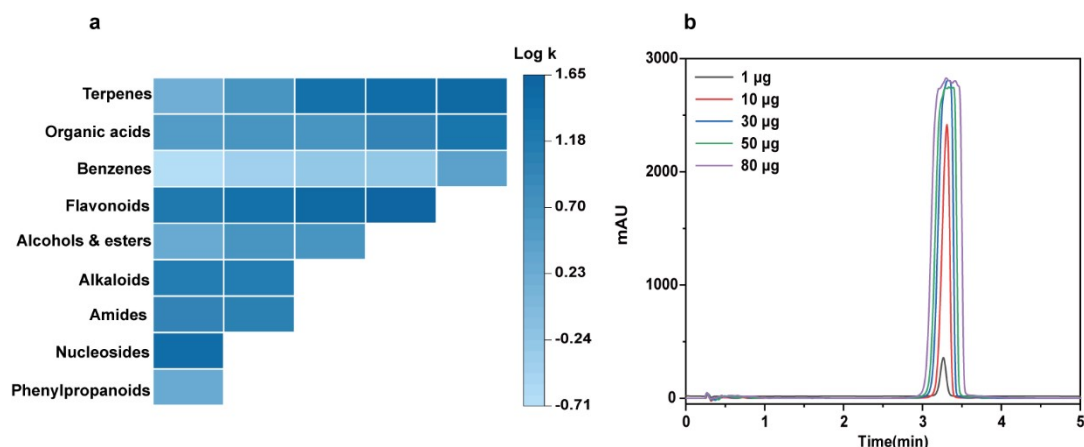 a
Log k
Terpenes
Organic acids
Benzenes
Flavonoids
Alcohols & esters
Alkaloids
Amides
Nucleosides
Phenylpropanoids
1.65
1.18
0.70
0.23
-0.24
-0.71
b
mAU
3000
2000
1000
0
1 µg
10 µg
30 µg
50 µg
80 µg
0
1
2
3
4
5
Time(min)